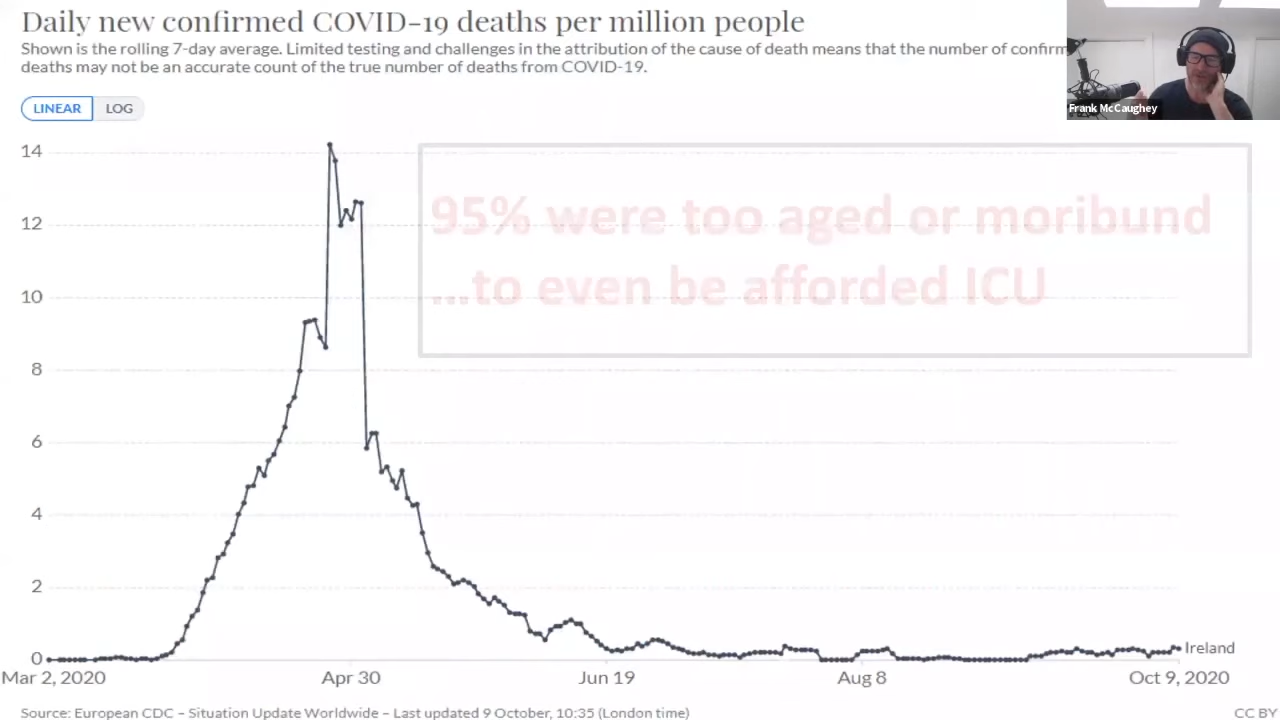 Daily new confirmed COVID-19 deaths per million people
Shown is the rolling 7-day average. Limited testing and challenges in the attribution of the cause of death means that the number of confirm
deaths may not be an accurate count of the true number of deaths from COVID-19.
Frank McCaughey
LINEAR LOG
14
95% were too aged or moribund
12
...to even be afforded ICU
10
8
6
4
2
0
Ireland
Mar 2, 2020 Apr 30 Jun 19 Aug 8 Oct 9, 2020
Source: European CDC – Situation Update Worldwide – Last updated 9 October, 10:35 (London time) CC BY